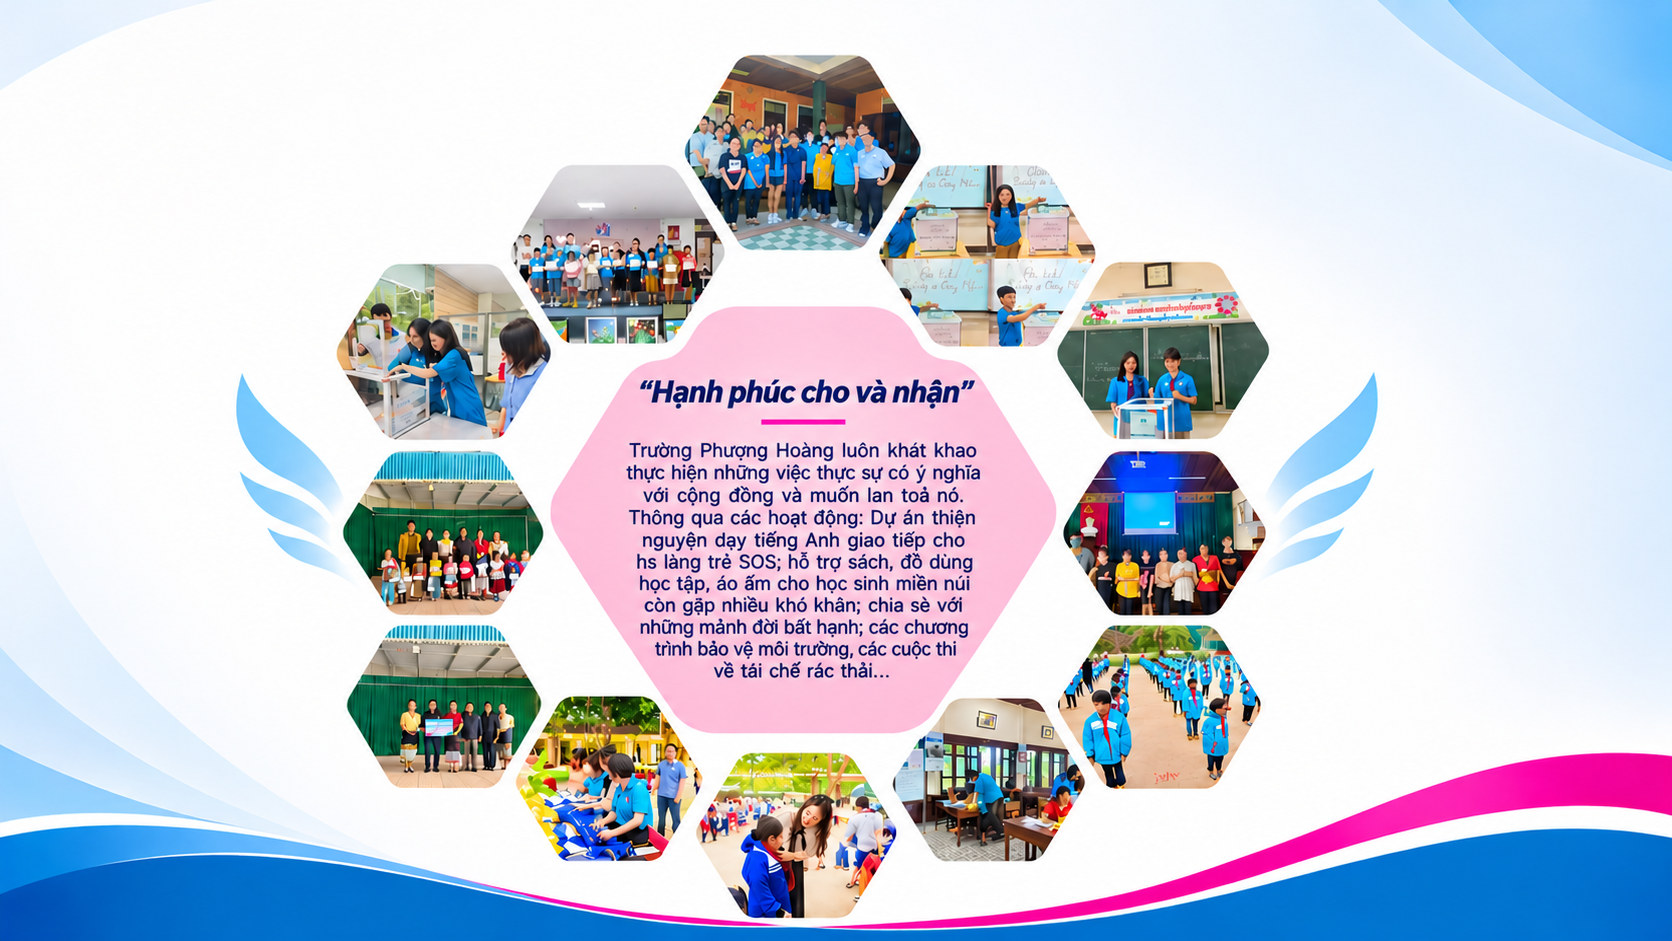 “Hạnh phúc cho và nhận”
Trường Phượng Hoàng luôn khát khao
thực hiện những việc thực sự có ý nghĩa
với cộng đồng và muốn lan toả nó.
Thông qua các hoạt động: Dự án thiện
nguyện dạy tiếng Anh giao tiếp cho
hs làng trẻ SOS; hỗ trợ sách, đồ dùng
học tập, áo ấm cho học sinh miền núi
còn gặp nhiều khó khăn; chia sè với
những mảnh đời bất hạnh; các chương
trình bảo vệ môi trường, các cuộc thi
về tái chế rác thải...